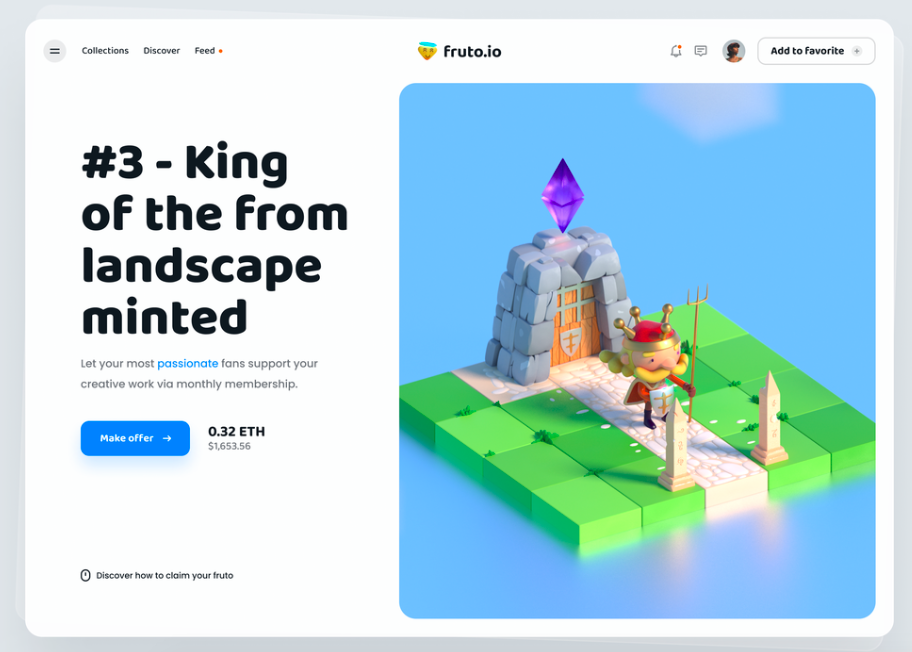 Collections Discover Feed
fruto.io
Add to favorite +
#3 - King
of the from
landscape
minted
Let your most passionate fans support your
creative work via monthly membership.
Make offer →
0.32 ETH
$1,653.56
Discover how to claim your fruto